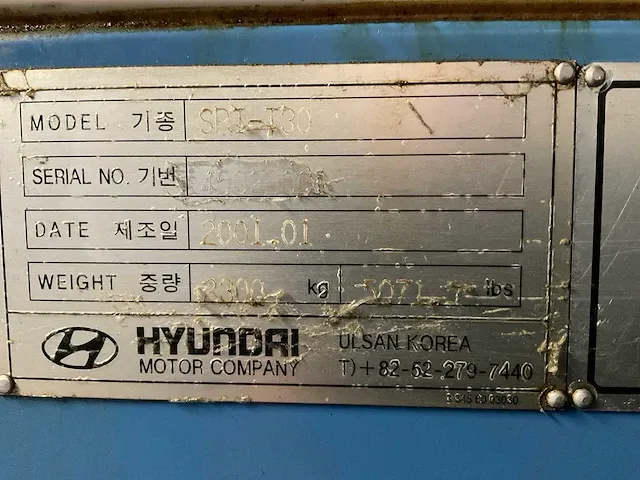 MODEL 기종 SPT-T30
SERIAL NO. 기번
DATE 제조일 2001.01
WEIGHT 중량 kg lbs
HYUNDAI ULSAN KOREA
MOTOR COMPANY T)+82-52-279-7440